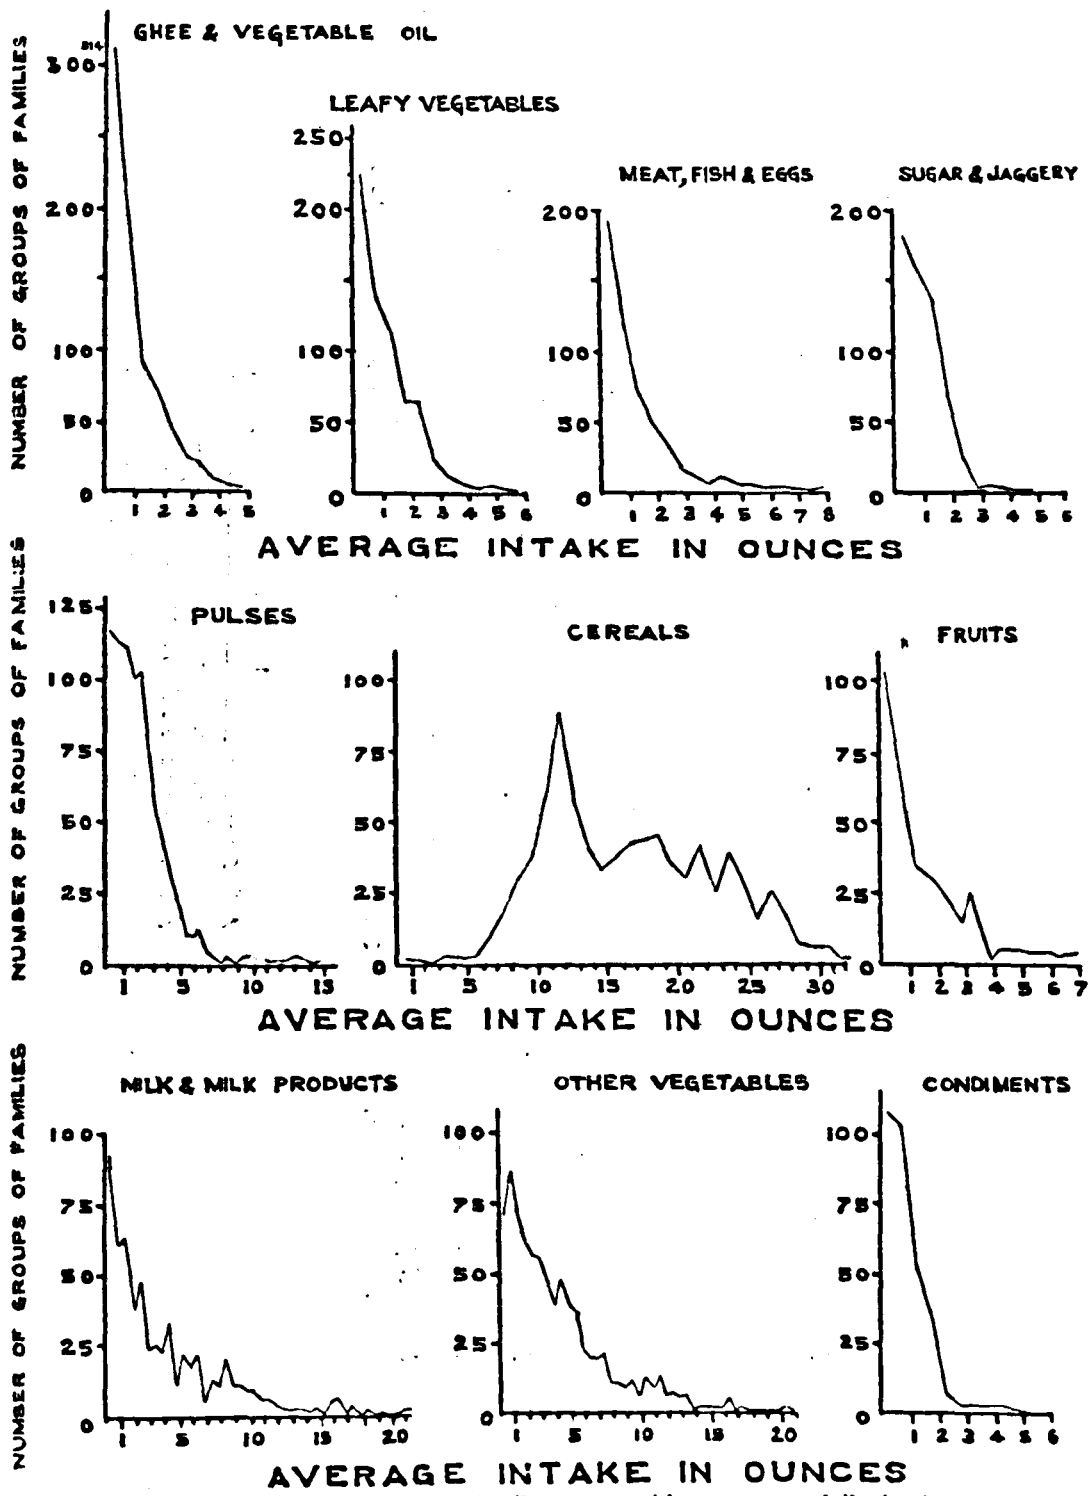 GHEE & VEGETABLE OIL
NUMBER OF GROUPS OF FAMILIES
314
300
200
100
50
0
1 2 3 4 5
LEAFY VEGETABLES
250
200
100
50
0
1 2 3 4 5 6
MEAT, FISH & EGGS
200
100
50
0
1 2 3 4 5 6 7 8
SUGAR & JAGGERY
200
100
50
0
1 2 3 4 5 6
AVERAGE INTAKE IN OUNCES
NUMBER OF GROUPS OF FAMILIES
PULSES
125
100
75
50
25
0
1 5 10 15
CEREALS
100
75
50
25
0
1 5 10 15 20 25 30
FRUITS
100
75
50
25
0
1 2 3 4 5 6 7
AVERAGE INTAKE IN OUNCES
NUMBER OF GROUPS OF FAMILIES
MILK & MILK PRODUCTS
100
75
50
25
0
1 5 10 15 20
OTHER VEGETABLES
100
75
50
25
0
1 5 10 15 20
CONDIMENTS
100
75
50
25
0
1 2 3 4 5 6
AVERAGE INTAKE IN OUNCES